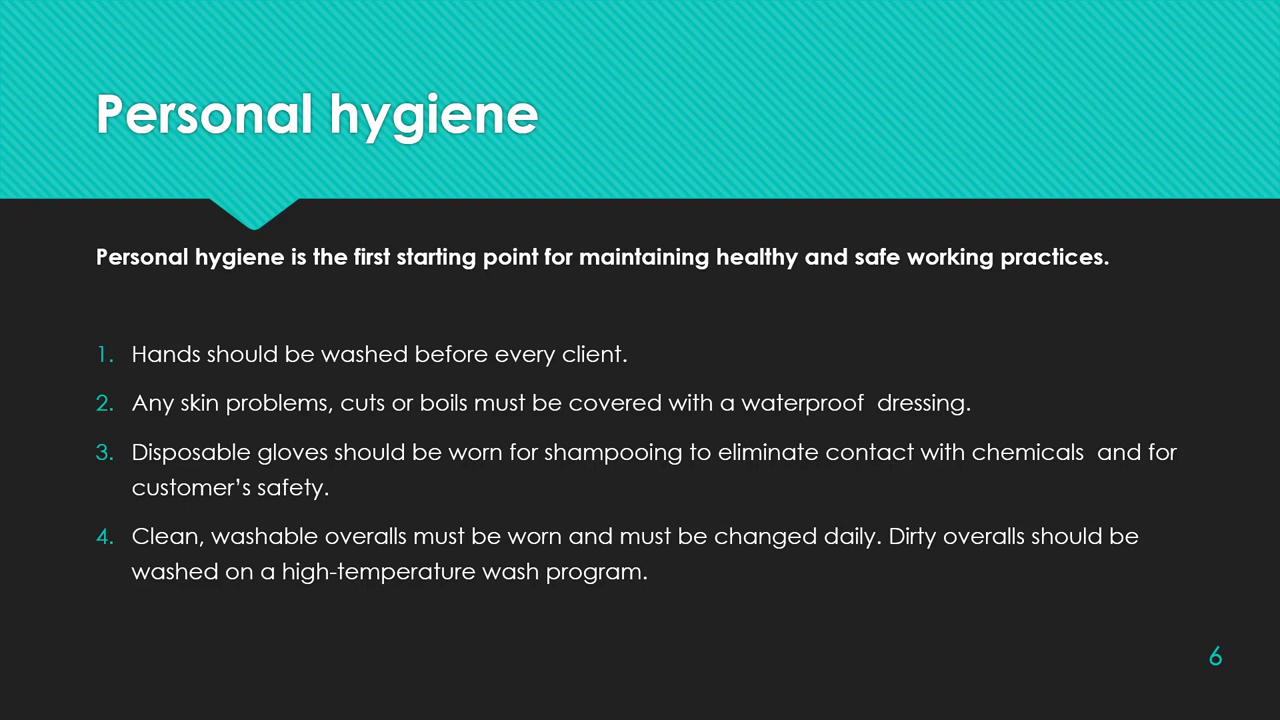 Personal hygiene
Personal hygiene is the first starting point for maintaining healthy and safe working practices.
1. Hands should be washed before every client.
2. Any skin problems, cuts or boils must be covered with a waterproof  dressing.
3. Disposable gloves should be worn for shampooing to eliminate contact with chemicals  and for
customer’s safety.
4. Clean, washable overalls must be worn and must be changed daily. Dirty overalls should be
washed on a high-temperature wash program.
6